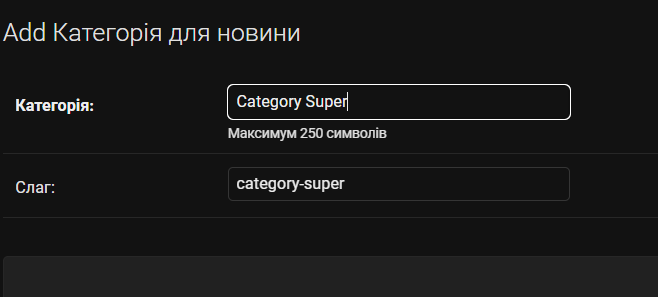 Add Категорія для новини
Категорія:
Category Super
Максимум 250 символів
Слаг:
category-super